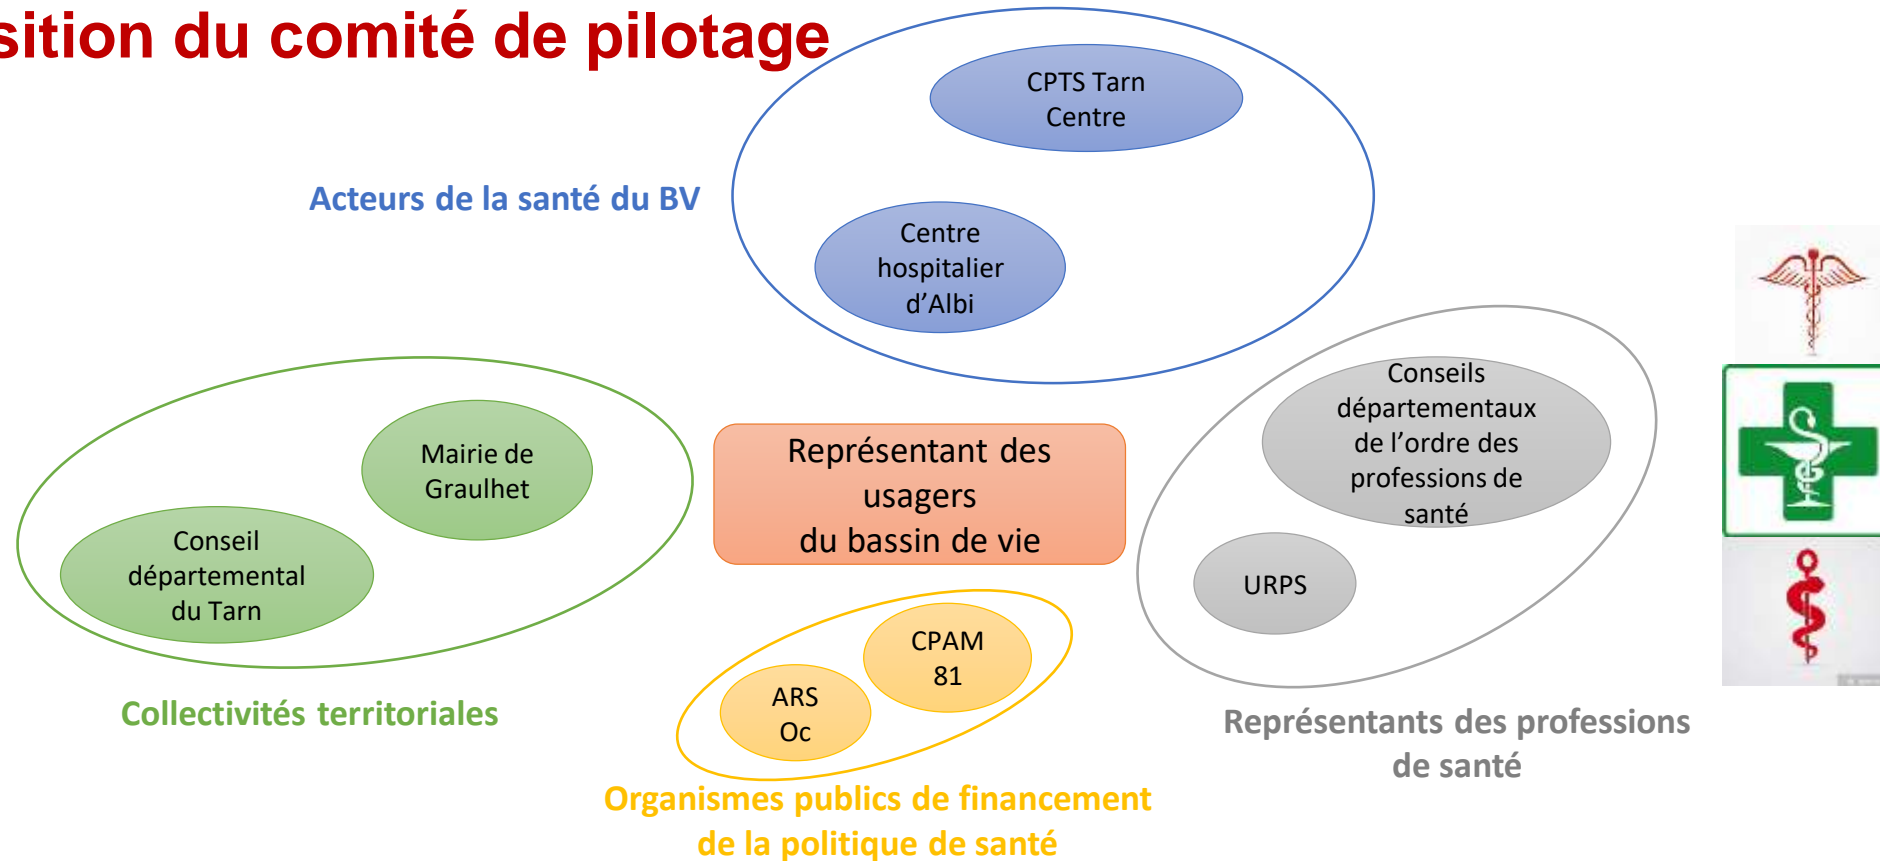 sition du comité de pilotage
CPTS Tarn
Centre
Acteurs de la santé du BV
Centre
hospitalier
d’Albi
Conseils
départementaux
de l’ordre des
professions de
santé
Mairie de
Graulhet
Représentant des
usagers
du bassin de vie
Conseil
départemental
du Tarn
URPS
CPAM
81
ARS
Oc
Collectivités territoriales
Représentants des professions
de santé
Organismes publics de financement
de la politique de santé